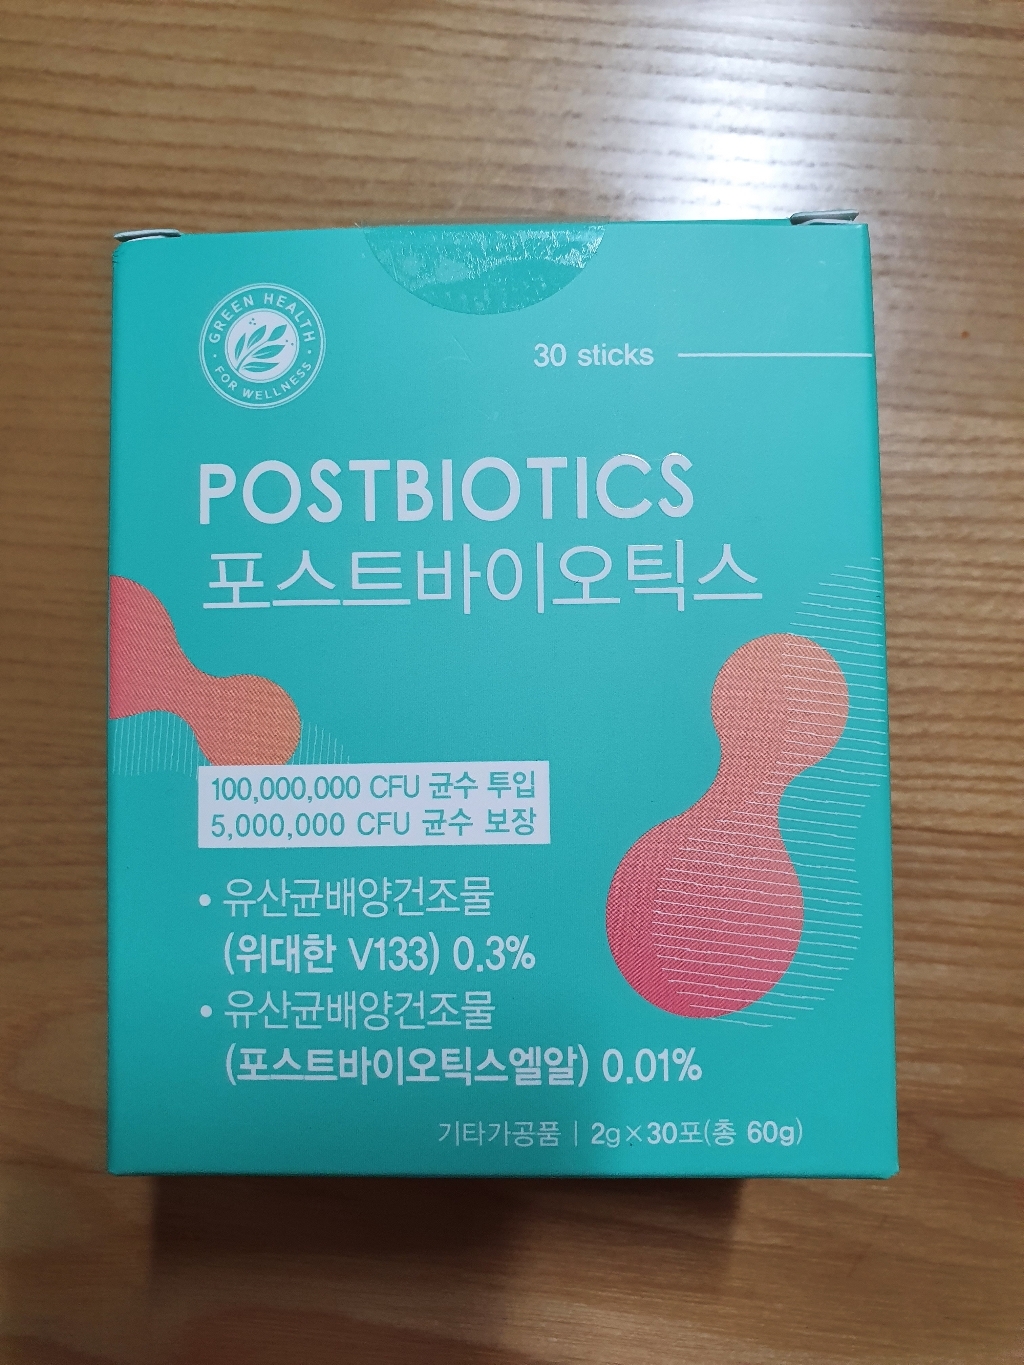 GREEN HEALTH
FOR WELLNESS
30 sticks
POSTBIOTICS
포스트바이오틱스
100,000,000 CFU 균수 투입
5,000,000 CFU 균수 보장
• 유산균배양건조물
(위대한 V133) 0.3%
• 유산균배양건조물
(포스트바이오틱스엘알) 0.01%
기타가공품 | 2g×30포(총 60g)